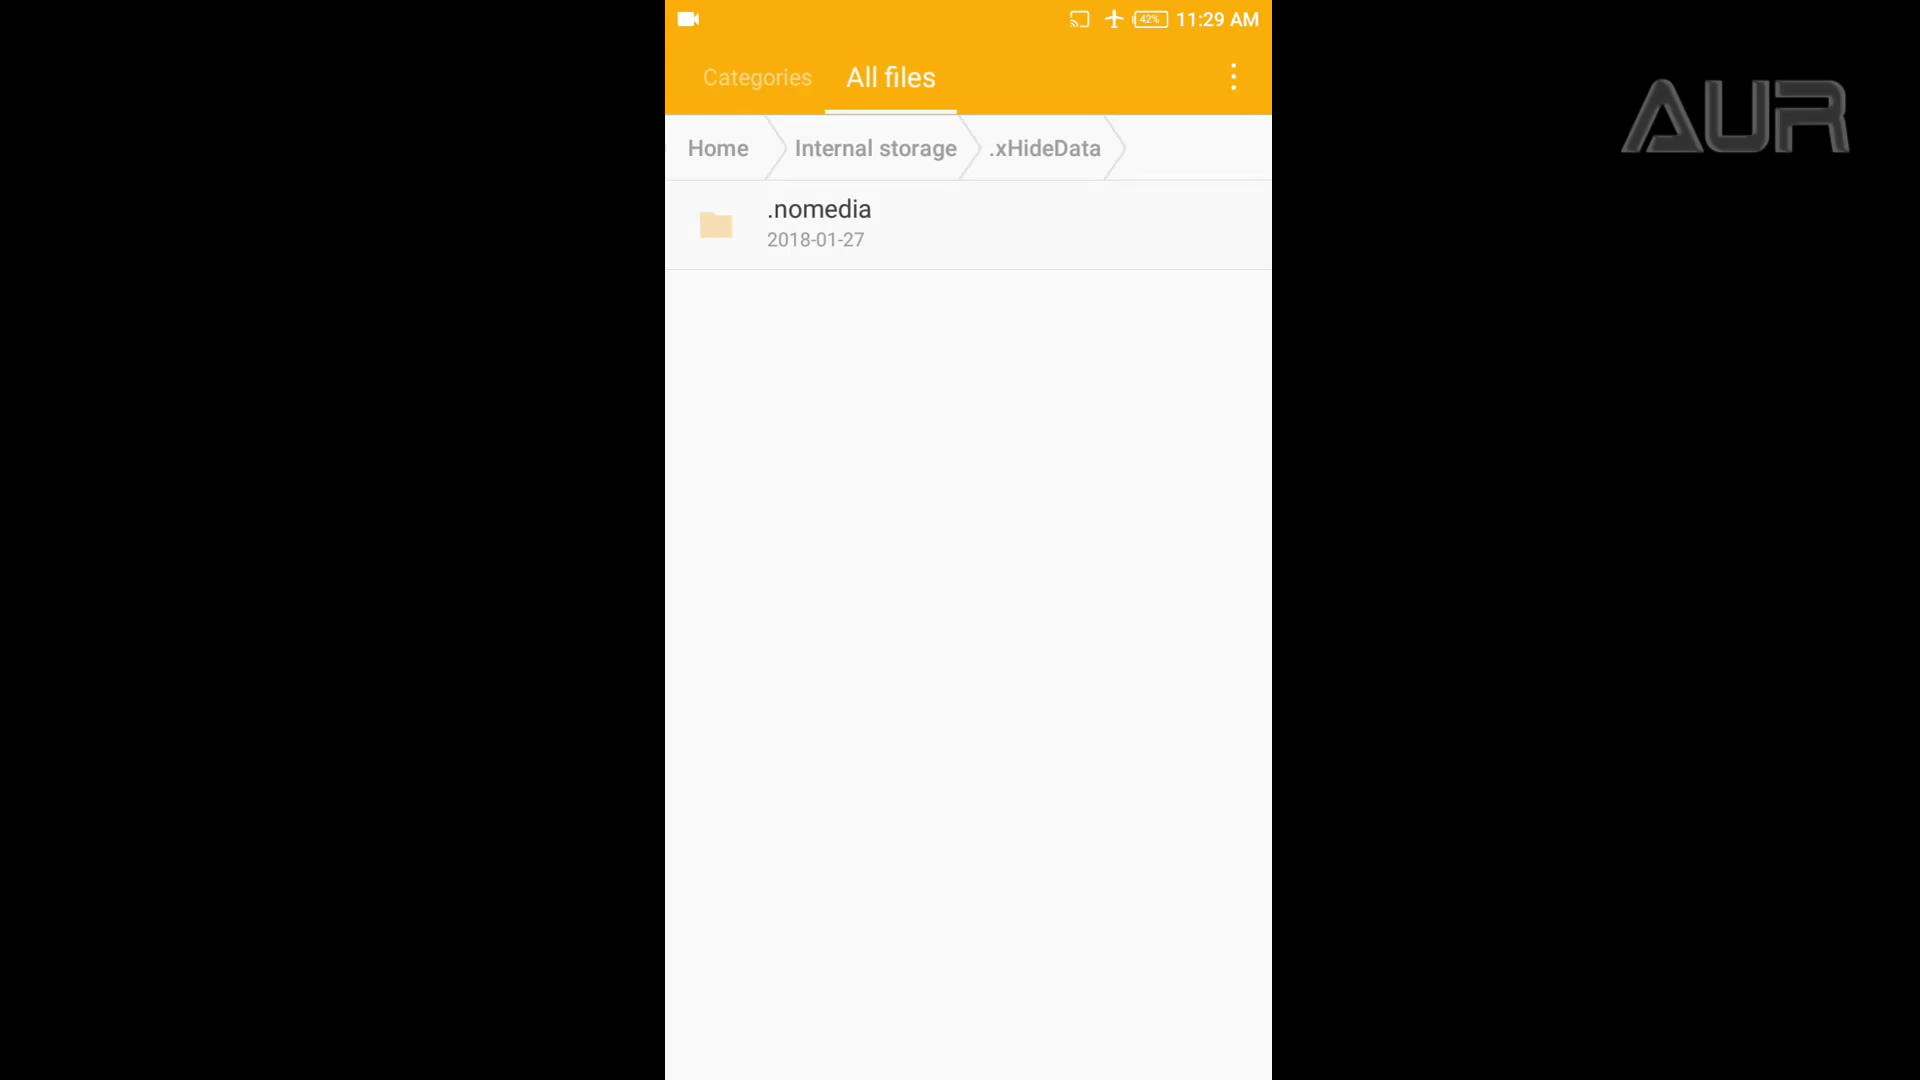 42% 11:29 AM
Categories All files
AUR
Home Internal storage .xHideData
.nomedia
2018-01-27